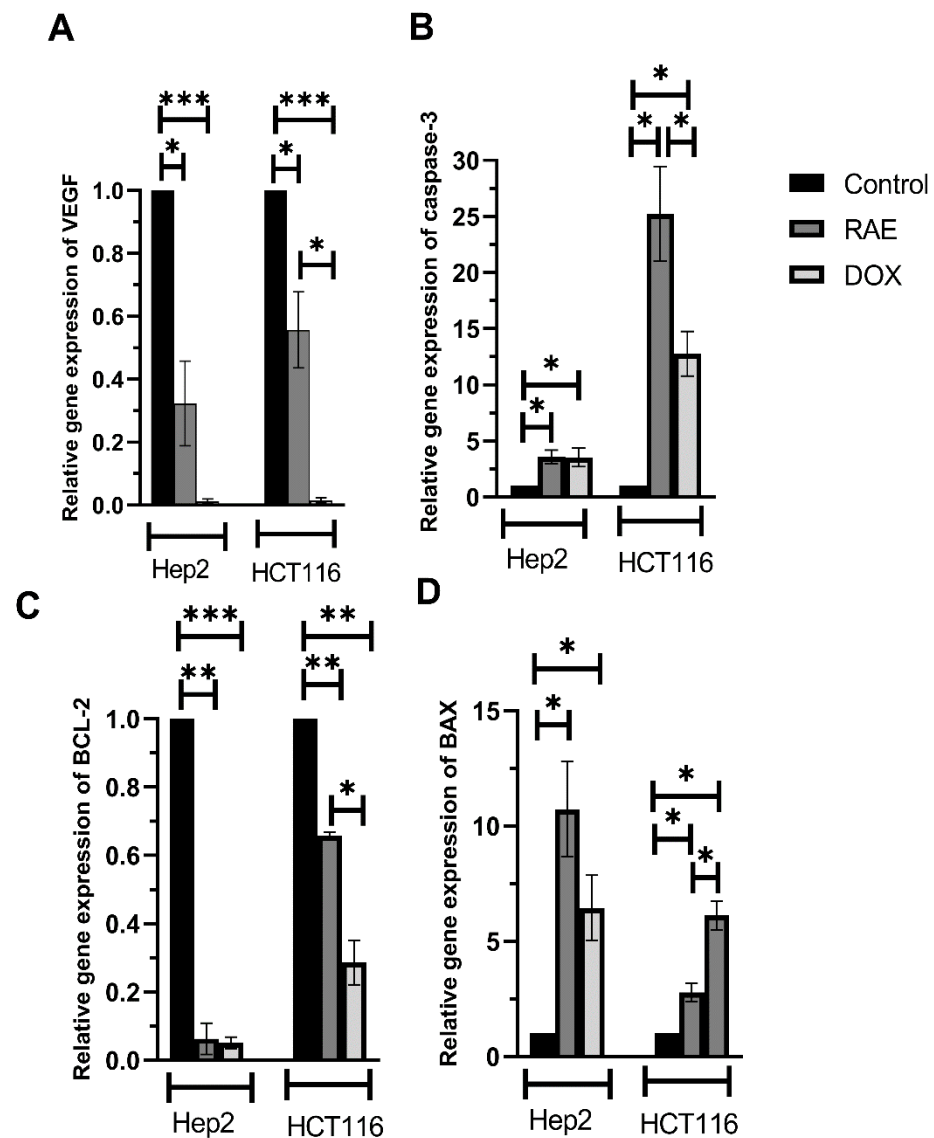 A
*** ***
* *
*
Relative gene expression of VEGF
1.0
0.8
0.6
0.4
0.2
0.0
Hep2 HCT116
B
*
* *
*
*
Relative gene expression of caspase-3
30
25
20
15
10
5
0
Hep2 HCT116
Control
RAE
DOX
C
*** **
** **
*
Relative gene expression of BCL-2
1.0
0.8
0.6
0.4
0.2
0.0
Hep2 HCT116
D
*
*
*
*
*
Relative gene expression of BAX
15
10
5
0
Hep2 HCT116